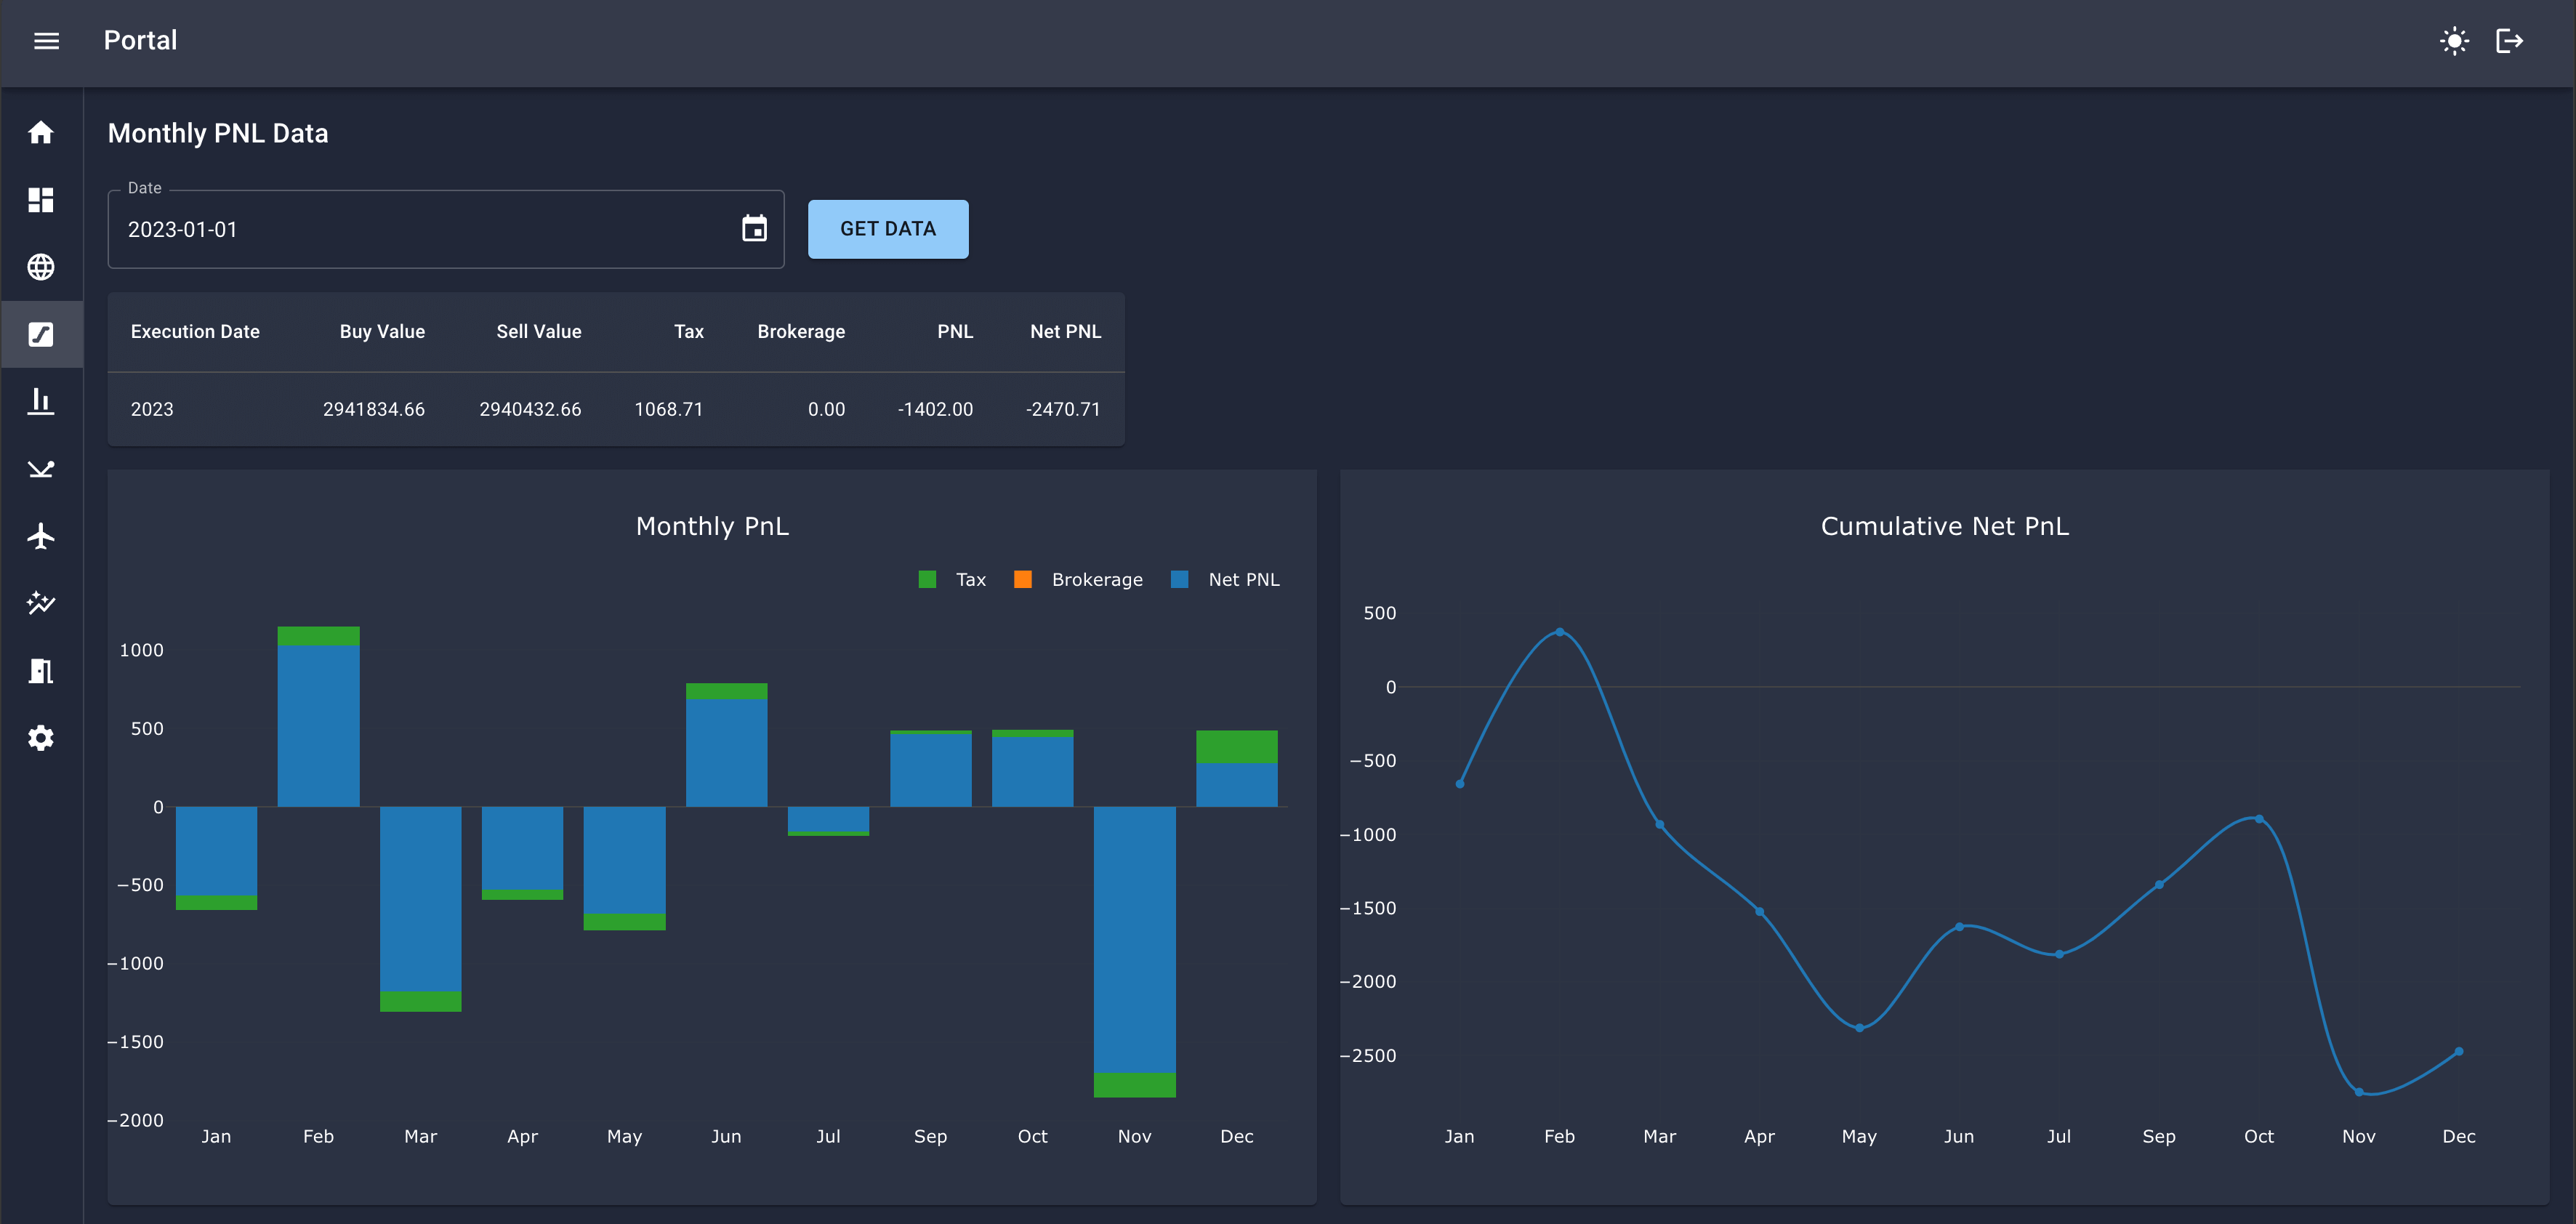 Portal
Monthly PNL Data
Date
2023-01-01
GET DATA
Execution Date Buy Value Sell Value Tax Brokerage PNL Net PNL
2023 2941834.66 2940432.66 1068.71 0.00 -1402.00 -2470.71
Monthly PnL
Tax Brokerage Net PNL
1000
500
0
−500
−1000
−1500
−2000
Jan Feb Mar Apr May Jun Jul Sep Oct Nov Dec
Cumulative Net PnL
500
0
−500
−1000
−1500
−2000
−2500
Jan Feb Mar Apr May Jun Jul Sep Oct Nov Dec